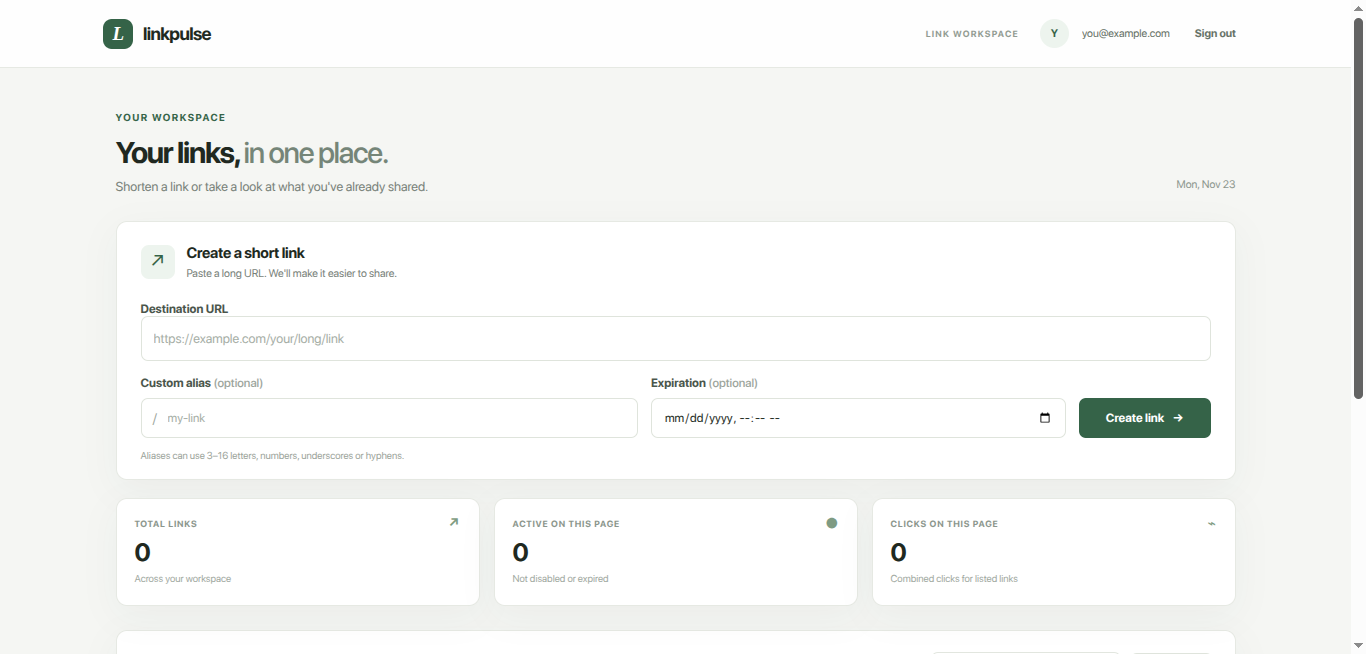 L linkpulse
LINK WORKSPACE Y you@example.com Sign out
YOUR WORKSPACE
Your links, in one place.
Shorten a link or take a look at what you've already shared.
Mon, Nov 23
Create a short link
Paste a long URL. We'll make it easier to share.
Destination URL
https://example.com/your/long/link
Custom alias (optional)
/ my-link
Expiration (optional)
mm/dd/yyyy, --:-- --
Create link →
Aliases can use 3–16 letters, numbers, underscores or hyphens.
TOTAL LINKS
0
Across your workspace
ACTIVE ON THIS PAGE
0
Not disabled or expired
CLICKS ON THIS PAGE
0
Combined clicks for listed links